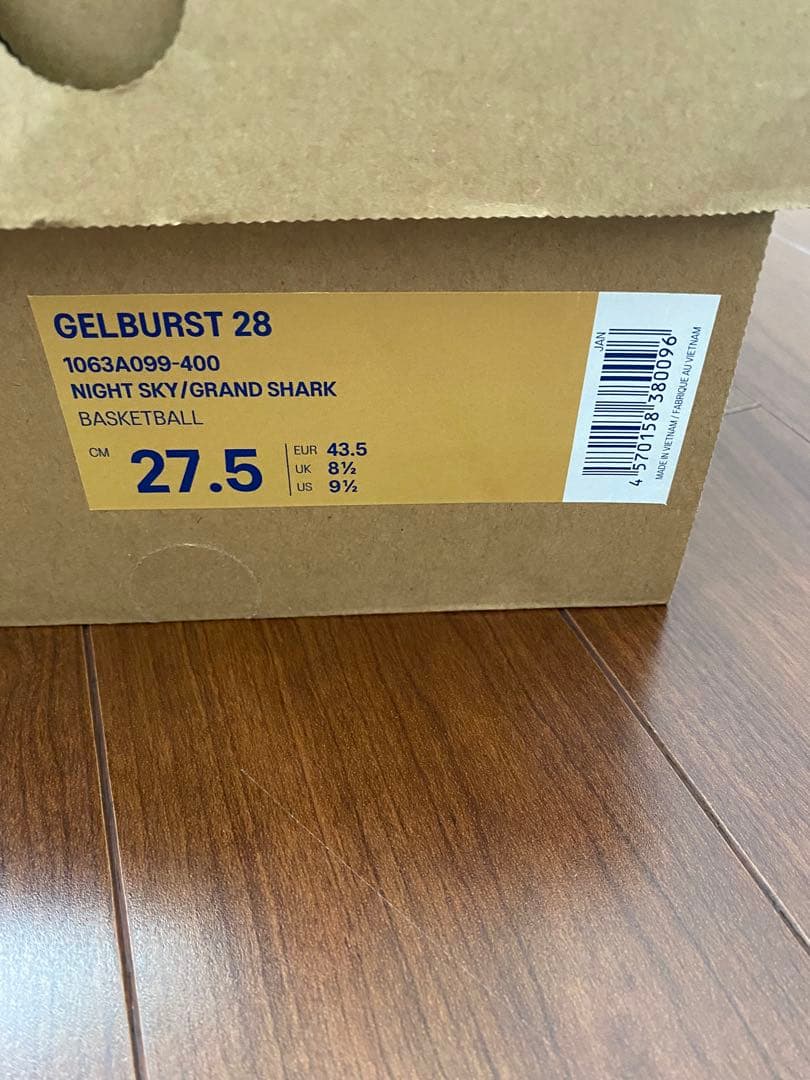 GELBURST 28
1063A099-400
NIGHT SKY/GRAND SHARK
BASKETBALL
CM 27.5
EUR 43.5
UK 8½
US 9½
JAN
4 570158 380096
MADE IN VIETNAM / FABRIQUE AU VIETNAM